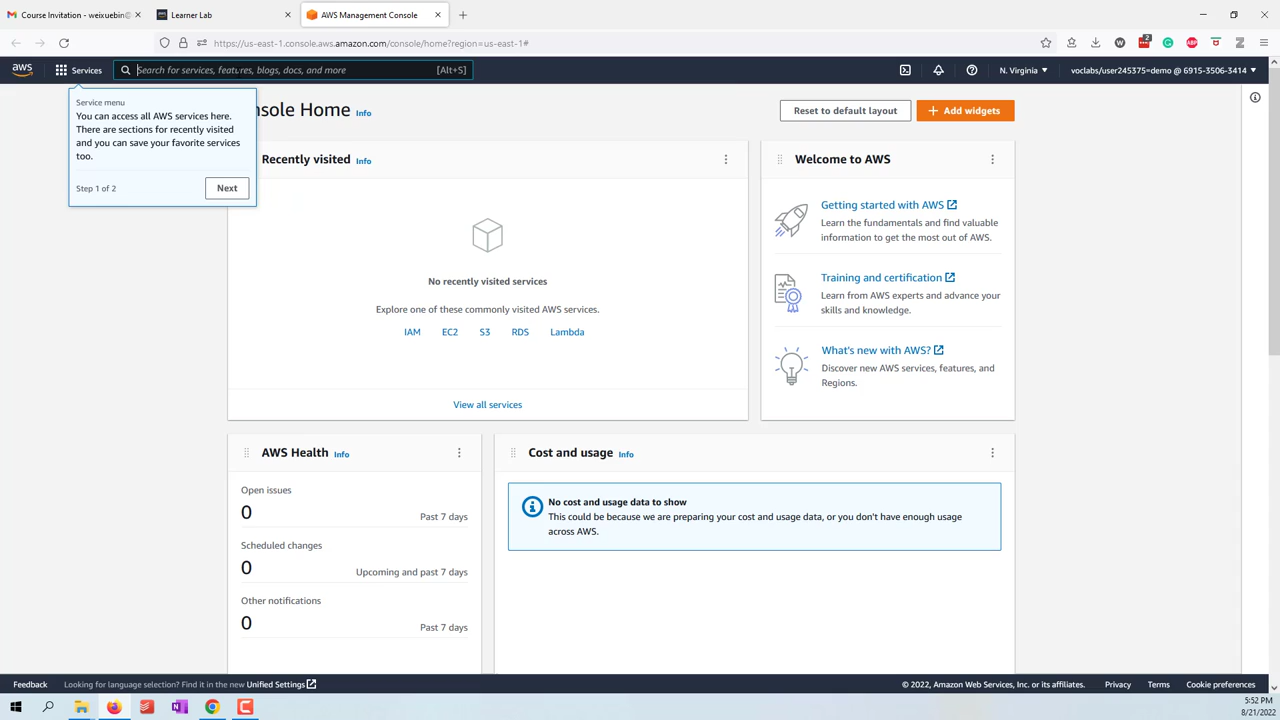 Course Invitation - weixuebin@
Learner Lab
AWS Management Console
https://us-east-1.console.aws.amazon.com/console/home?region=us-east-1#
aws
Services
Search for services, features, blogs, docs, and more
[Alt+S]
N. Virginia
voclabs/user245375=demo @ 6915-3506-3414
Service menu
You can access all AWS services here.
There are sections for recently visited
and you can save your favorite services
too.
Step 1 of 2
Next
nsole Home
Info
Reset to default layout
Add widgets
Recently visited
Info
No recently visited services
Explore one of these commonly visited AWS services.
IAM
EC2
S3
RDS
Lambda
View all services
Welcome to AWS
Getting started with AWS
Learn the fundamentals and find valuable
information to get the most out of AWS.
Training and certification
Learn from AWS experts and advance your
skills and knowledge.
What's new with AWS?
Discover new AWS services, features, and
Regions.
AWS Health
Info
Open issues
0
Past 7 days
Scheduled changes
0
Upcoming and past 7 days
Other notifications
0
Past 7 days
Cost and usage
Info
No cost and usage data to show
This could be because we are preparing your cost and usage data, or you don't have enough usage
across AWS.
Feedback
Looking for language selection? Find it in the new Unified Settings
© 2022, Amazon Web Services, Inc. or its affiliates.
Privacy
Terms
Cookie preferences
5:52 PM
8/21/2022